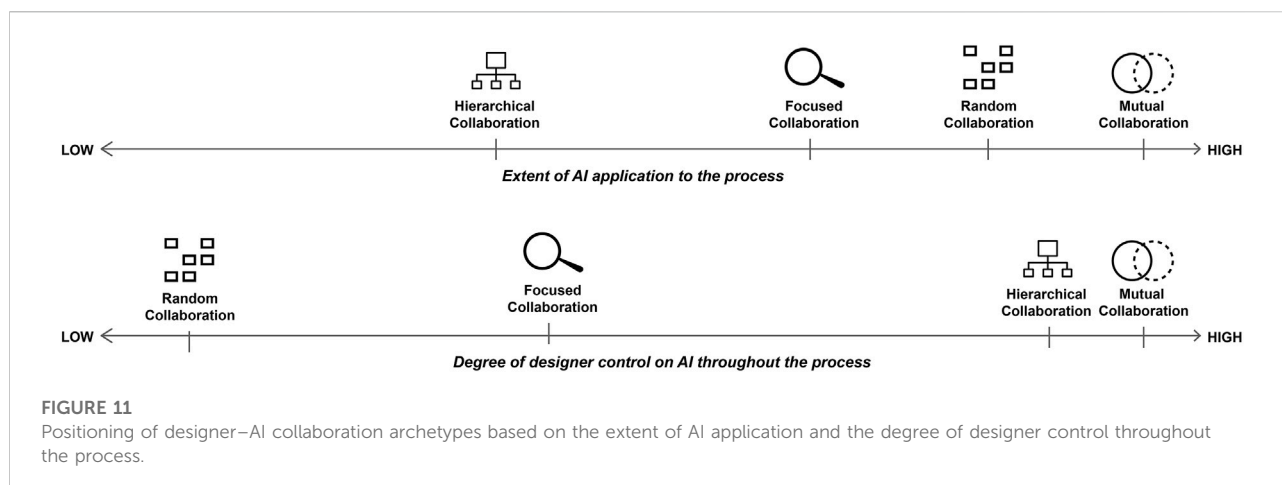 Hierarchical
Collaboration
Focused
Collaboration
Random
Collaboration
Mutual
Collaboration
LOW
HIGH
Extent of AI application to the process
Random
Collaboration
Focused
Collaboration
Hierarchical
Collaboration
Mutual
Collaboration
LOW
HIGH
Degree of designer control on AI throughout the process
FIGURE 11
Positioning of designer–AI collaboration archetypes based on the extent of AI application and the degree of designer control throughout
the process.